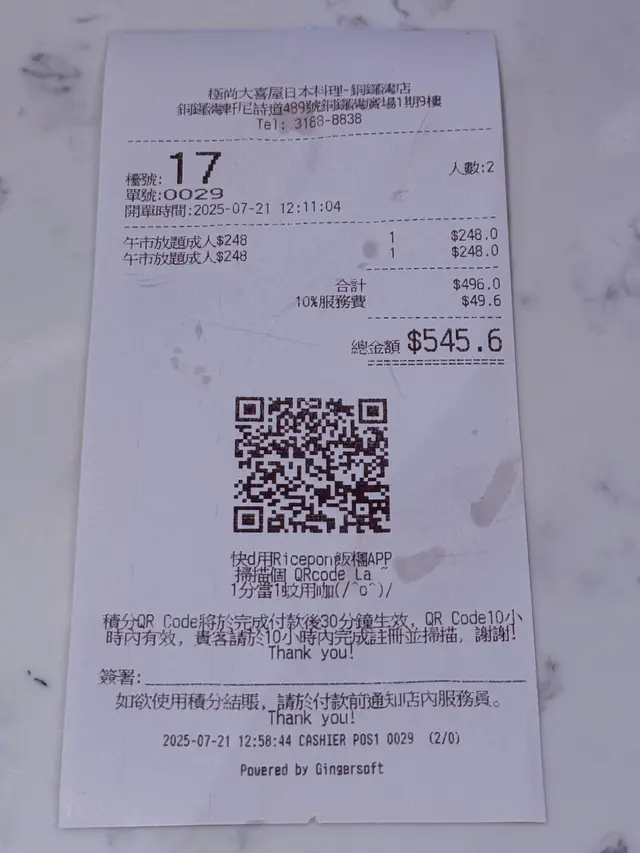 極尚大喜屋日本料理-銅鑼灣店
銅鑼灣軒尼詩道489號銅鑼灣廣場1期9樓
Tel: 3188-8838
檯號: 17 人數:2
單號:0029
開單時間:2025-07-21 12:11:04
午市放題成人$248 1 $248.0
午市放題成人$248 1 $248.0
合計 $496.0
10%服務費 $49.6
總金額 $545.6
快d用Ricepon飯糰APP
掃描個 QRcode La ~
1分當1蚊用咖(/^o^)/
積分QR Code將於完成付款後30分鐘生效, QR Code10小
時內有效, 貴客請於10小時內完成註冊並掃描, 謝謝!
Thank you!
簽署:
如欲使用積分結賬, 請於付款前通知店內服務員。
Thank you!
2025-07-21 12:58:44 CASHIER POS1 0029 (2/0)
Powered by Gingersoft